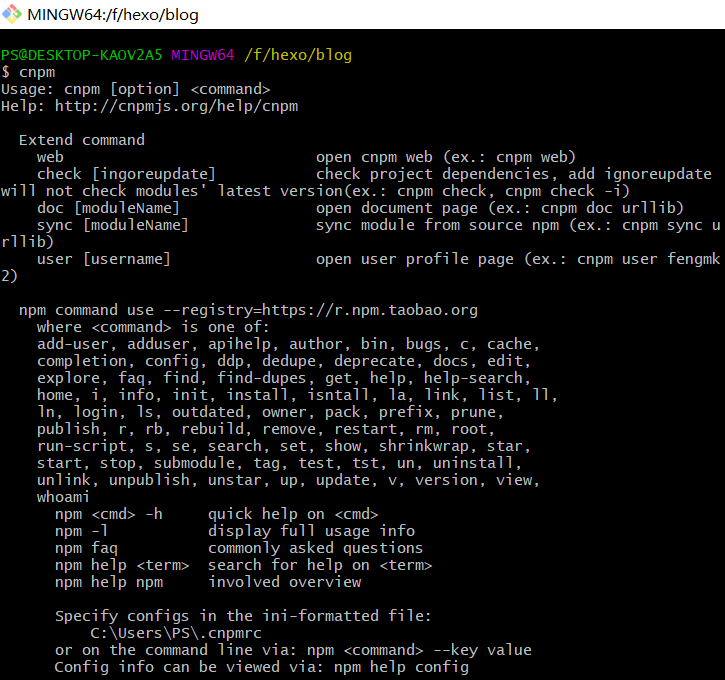 MINGW64:/f/hexo/blog
PS@DESKTOP-KAOV2A5 MINGW64 /f/hexo/blog
$ cnpm
Usage: cnpm [option] <command>
Help: http://cnpmjs.org/help/cnpm
Extend command
web open cnpm web (ex.: cnpm web)
check [ingoreupdate] check project dependencies, add ignoreupdate
will not check modules' latest version(ex.: cnpm check, cnpm check -i)
doc [moduleName] open document page (ex.: cnpm doc urllib)
sync [moduleName] sync module from source npm (ex.: cnpm sync u
rllib)
user [username] open user profile page (ex.: cnpm user fengmk
2)
npm command use --registry=https://r.npm.taobao.org
where <command> is one of:
add-user, adduser, apihelp, author, bin, bugs, c, cache,
completion, config, ddp, dedupe, deprecate, docs, edit,
explore, faq, find, find-dupes, get, help, help-search,
home, i, info, init, install, isntall, la, link, list, ll,
ln, login, ls, outdated, owner, pack, prefix, prune,
publish, r, rb, rebuild, remove, restart, rm, root,
run-script, s, se, search, set, show, shrinkwrap, star,
start, stop, submodule, tag, test, tst, un, uninstall,
unlink, unpublish, unstar, up, update, v, version, view,
whoami
npm <cmd> -h quick help on <cmd>
npm -l display full usage info
npm faq commonly asked questions
npm help <term> search for help on <term>
npm help npm involved overview
Specify configs in the ini-formatted file:
C:\Users\PS\.cnpmrc
or on the command line via: npm <command> --key value
Config info can be viewed via: npm help config